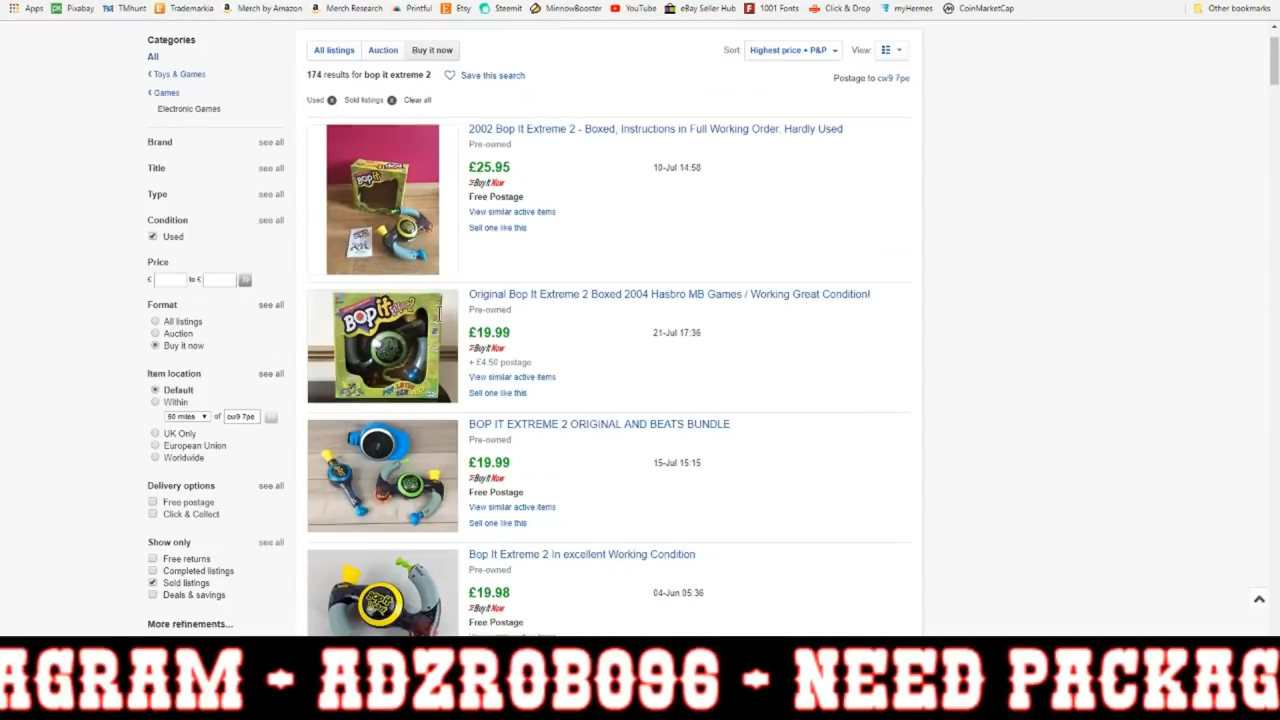 Apps Pixabay TMhunt Trademarkia Merch by Amazon Merch Research Printful Etsy Steemit MinnowBooster YouTube eBay Seller Hub 1001 Fonts Click & Drop myHermes CoinMarketCap Other bookmarks
Categories
All
Toys & Games
Games
Electronic Games
Brand see all
Title see all
Type see all
Condition see all
Used
Price
£ to £
Format see all
All listings
Auction
Buy it now
Item location see all
Default
Within
50 miles of cw9 7pe
UK Only
European Union
Worldwide
Delivery options see all
Free postage
Click & Collect
Show only see all
Free returns
Completed listings
Sold listings
Deals & savings
More refinements...
All listings Auction Buy it now Sort: Highest price + P&P View:
174 results for bop it extreme 2 Save this search Postage to cw9 7pe
Used Sold listings Clear all
2002 Bop It Extreme 2 - Boxed, Instructions in Full Working Order. Hardly Used
Pre-owned
£25.95 10-Jul 14:58
Buy It Now
Free Postage
View similar active items
Sell one like this
Original Bop It Extreme 2 Boxed 2004 Hasbro MB Games / Working Great Condition!
Pre-owned
£19.99 21-Jul 17:36
Buy It Now
+ £4.50 postage
View similar active items
Sell one like this
BOP IT EXTREME 2 ORIGINAL AND BEATS BUNDLE
Pre-owned
£19.99 15-Jul 15:15
Buy It Now
Free Postage
View similar active items
Sell one like this
Bop It Extreme 2 In excellent Working Condition
Pre-owned
£19.98 04-Jun 05:36
Buy It Now
Free Postage
AGRAM - ADZROBO96 - NEED PACKAG